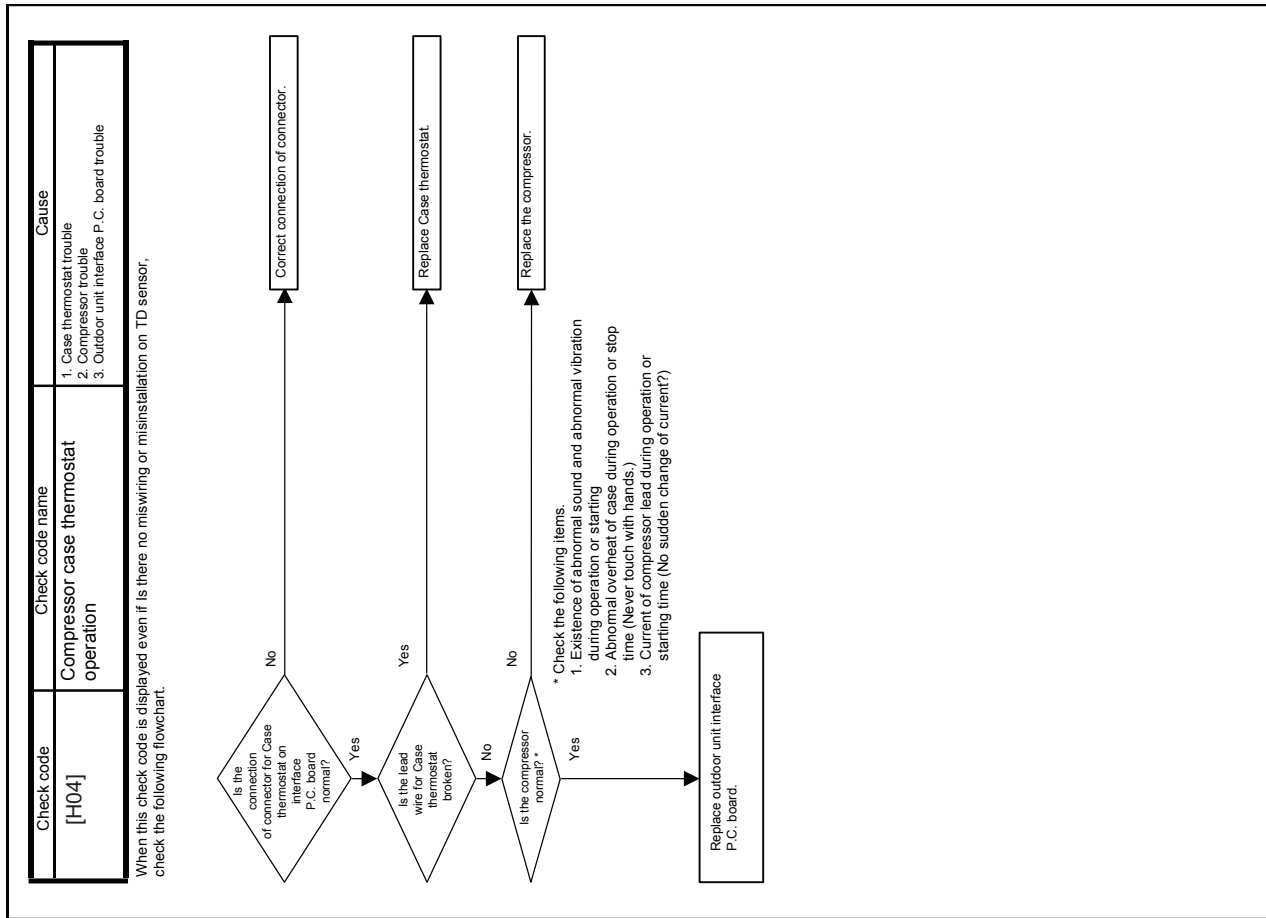 Check code
Check code name
Cause
[H04]
Compressor case thermostat
operation
1. Case thermostat trouble
2. Compressor trouble
3. Outdoor unit interface P.C. board trouble
When this check code is displayed even if Is there no miswiring or misinstallation on TD sensor,
check the following flowchart.
Is the
connection
of connector for Case
thermostat on
interface
P.C. board
normal?
No
Correct connection of connector.
Yes
Is the lead
wire for Case
thermostat
broken?
Yes
Replace Case thermostat.
No
Is the compressor
normal? *
No
Replace the compressor.
* Check the following items.
1. Existence of abnormal sound and abnormal vibration
during operation or starting
2. Abnormal overheat of case during operation or stop
time (Never touch with hands.)
3. Current of compressor lead during operation or
starting time (No sudden change of current?)
Yes
Replace outdoor unit interface
P.C. board.